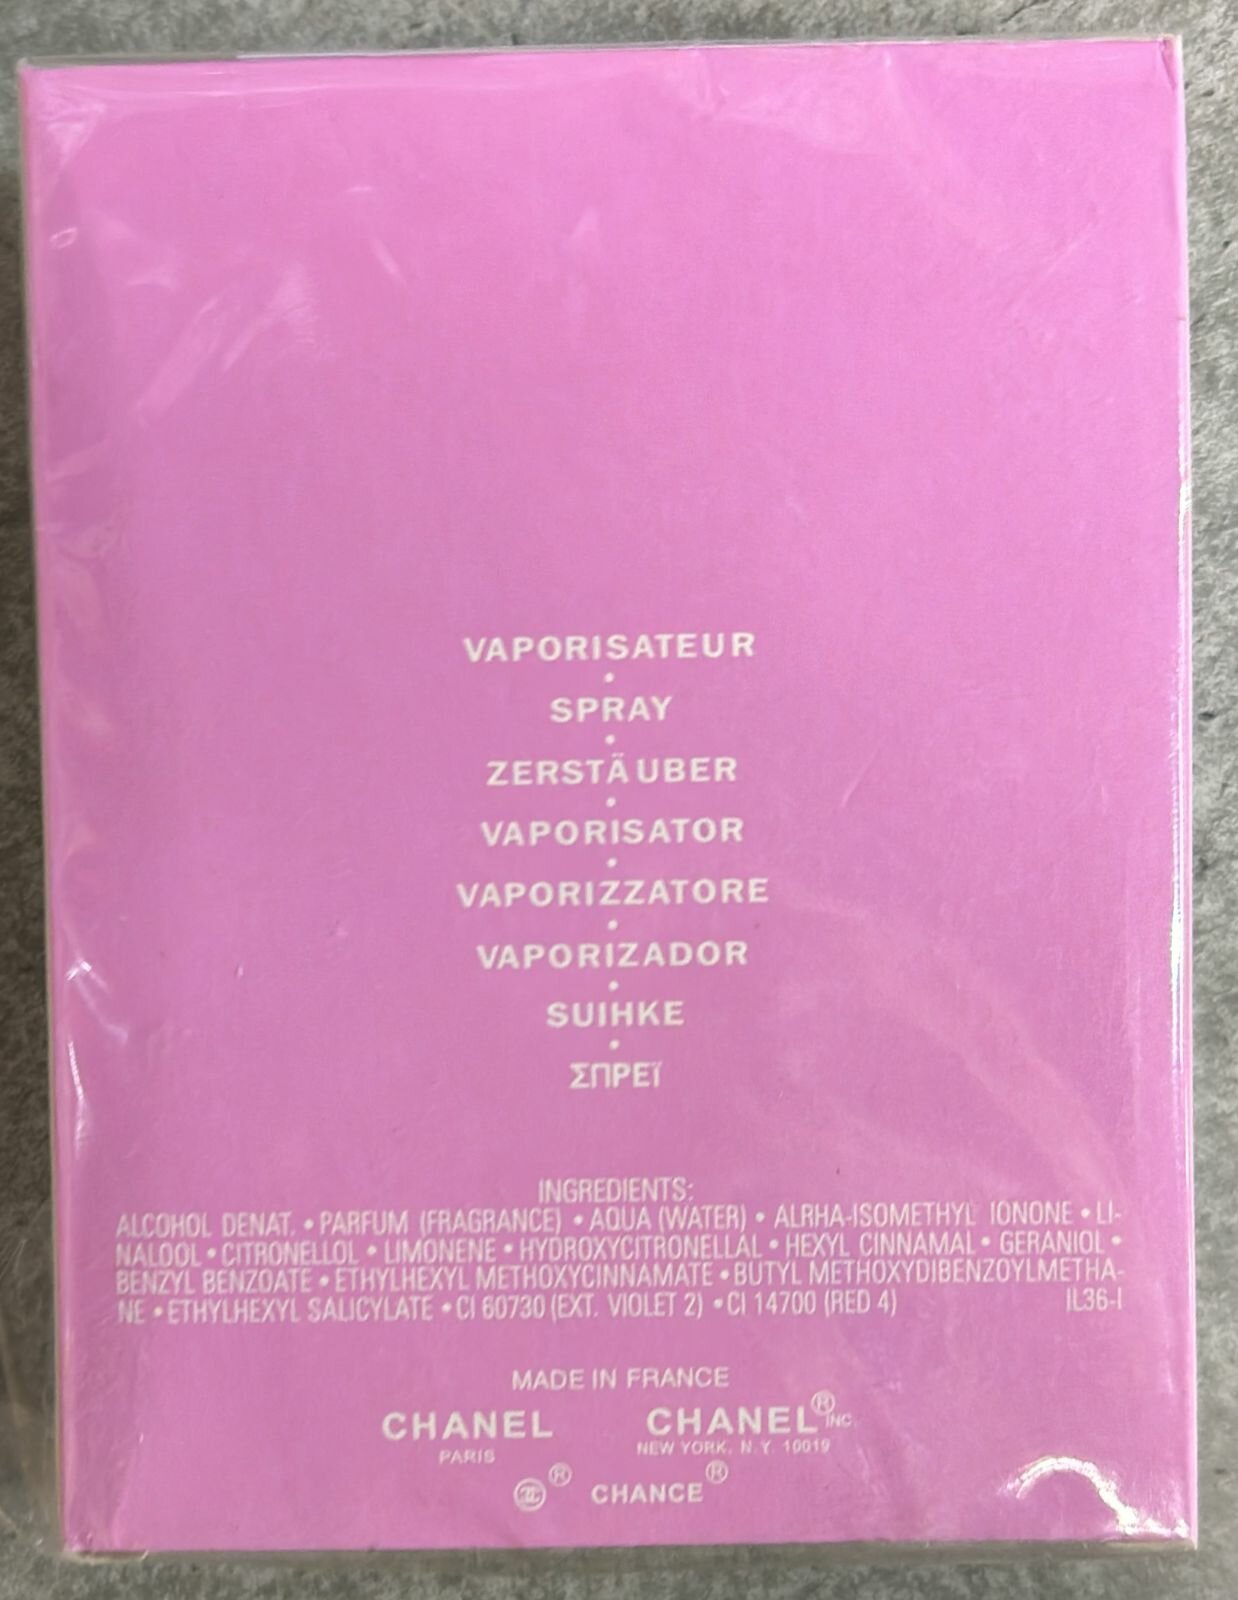 VAPORISATEUR
•
SPRAY
•
ZERSTÄUBER
•
VAPORISATOR
•
VAPORIZZATORE
•
VAPORIZADOR
•
SUIHKE
•
ΣΠΡΕΪ
INGREDIENTS:
ALCOHOL DENAT. • PARFUM (FRAGRANCE) • AQUA (WATER) • ALRHA-ISOMETHYL IONONE • LI-
NALOOL • CITRONELLOL • LIMONENE • HYDROXYCITRONELLAL • HEXYL CINNAMAL • GERANIOL •
BENZYL BENZOATE • ETHYLHEXYL METHOXYCINNAMATE • BUTYL METHOXYDIBENZOYLMETHA-
NE • ETHYLHEXYL SALICYLATE • CI 60730 (EXT. VIOLET 2) • CI 14700 (RED 4) IL36-I
MADE IN FRANCE
CHANEL CHANEL® INC.
PARIS NEW YORK, N.Y. 10019
® CHANCE®